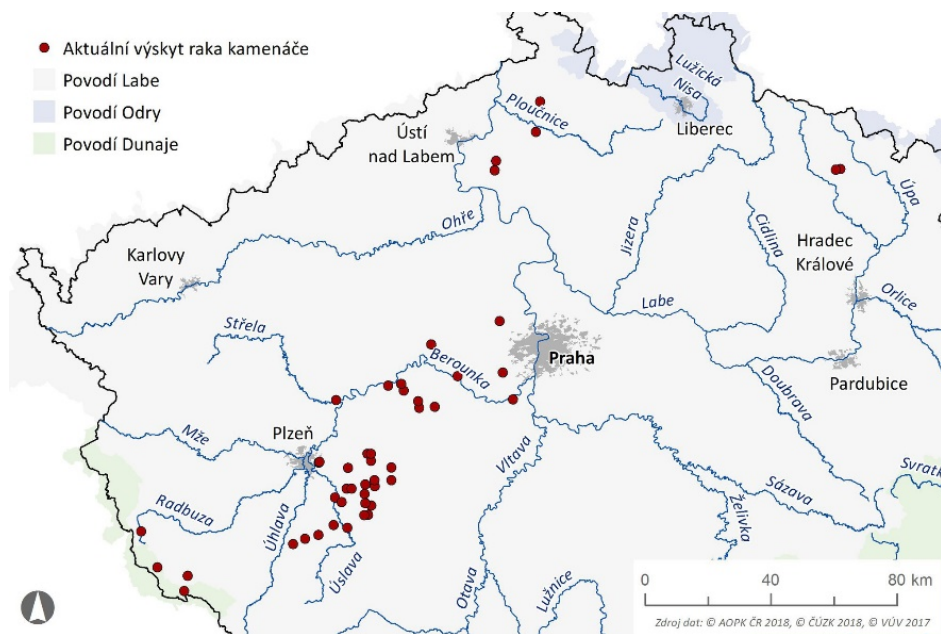 Aktuální výskyt raka kamenáče
Povodí Labe
Povodí Odry
Povodí Dunaje
Lužická
Nisa
Ploučnice
Liberec
Ústí
nad Labem
Úpa
Ohře
Jizera
Cidlina
Karlovy
Vary
Hradec
Králové
Labe
Orlice
Střela
Berounka
Praha
Pardubice
Doubrava
Mže
Plzeň
Vltava
Sázava
Svratk
Radbuza
Úhlava
Želivka
Úslava
Otava
Lužnice
0 40 80 km
Zdroj dat: © AOPK ČR 2018, © ČÚZK 2018, © VÚV 2017